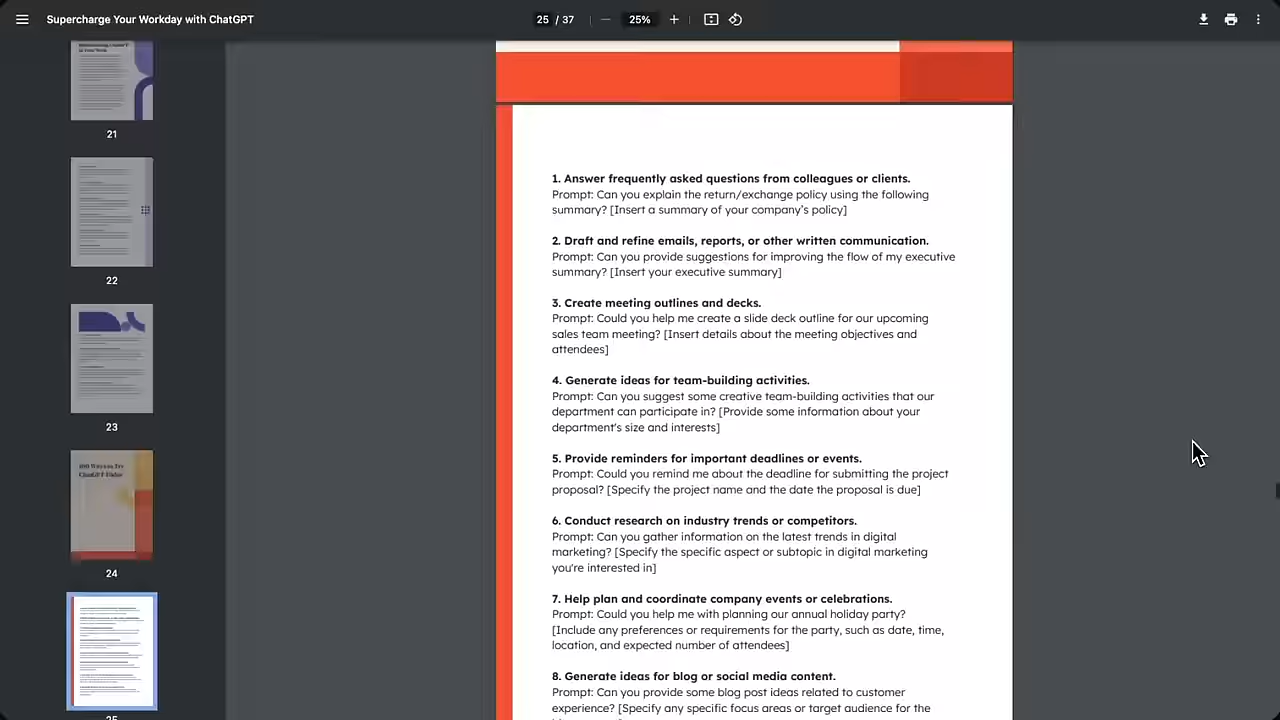 Supercharge Your Workday with ChatGPT
25 / 37
25%
21
22
23
100 Ways to Try
ChatGPT Today
24
25
1. Answer frequently asked questions from colleagues or clients.
Prompt: Can you explain the return/exchange policy using the following
summary? [Insert a summary of your company's policy]
2. Draft and refine emails, reports, or other written communication.
Prompt: Can you provide suggestions for improving the flow of my executive
summary? [Insert your executive summary]
3. Create meeting outlines and decks.
Prompt: Could you help me create a slide deck outline for our upcoming
sales team meeting? [Insert details about the meeting objectives and
attendees]
4. Generate ideas for team-building activities.
Prompt: Can you suggest some creative team-building activities that our
department can participate in? [Provide some information about your
department's size and interests]
5. Provide reminders for important deadlines or events.
Prompt: Could you remind me about the deadline for submitting the project
proposal? [Specify the project name and the date the proposal is due]
6. Conduct research on industry trends or competitors.
Prompt: Can you gather information on the latest trends in digital
marketing? [Specify the specific aspect or subtopic in digital marketing
you're interested in]
7. Help plan and coordinate company events or celebrations.
Prompt: Could you help me with planning our annual holiday party?
[Include any preferences or requirements for the party, such as date, time,
location, and expected number of attendees]
8. Generate ideas for blog or social media content.
Prompt: Can you provide some blog post ideas related to customer
experience? [Specify any specific focus areas or target audience for the